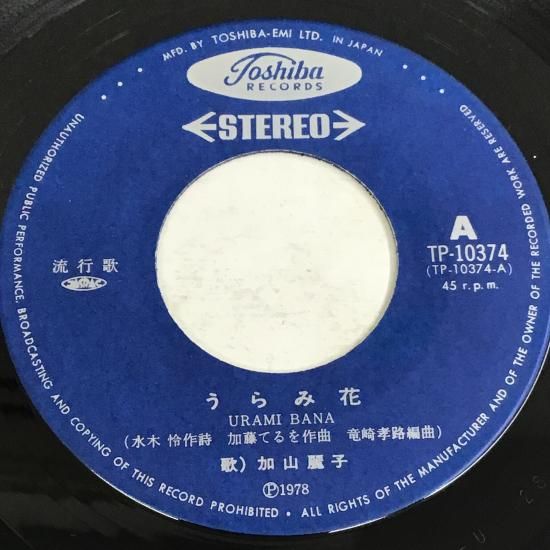 MFD. BY TOSHIBA-EMI LTD. IN JAPAN
Toshiba
RECORDS
STEREO
A
TP-10374
(TP-10374-A)
45 r.p.m.
流行歌
うらみ花
URAMI BANA
(水木 怜作詩 加藤てるを作曲 竜崎孝路編曲)
歌)加山麗子
Ⓟ1978
UNAUTHORIZED PUBLIC PERFORMANCE, BROADCASTING AND COPYING OF THIS RECORD PROHIBITED • ALL RIGHTS OF THE MANUFACTURER AND OF THE OWNER OF THE RECORDED WORK ARE RESERVED